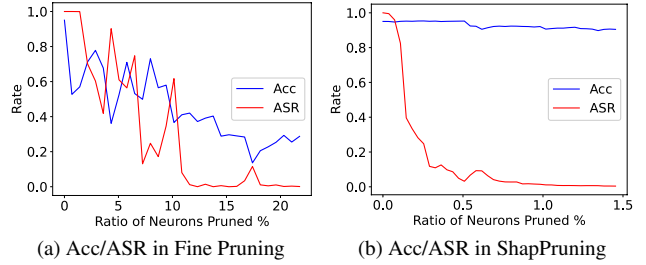 1.0
0.8
0.6
0.4
0.2
0.0
Rate
0
5
10
15
20
Ratio of Neurons Pruned %
Acc
ASR
(a) Acc/ASR in Fine Pruning
1.0
0.8
0.6
0.4
0.2
0.0
Rate
0.0
0.5
1.0
1.5
Ratio of Neurons Pruned %
Acc
ASR
(b) Acc/ASR in ShapPruning